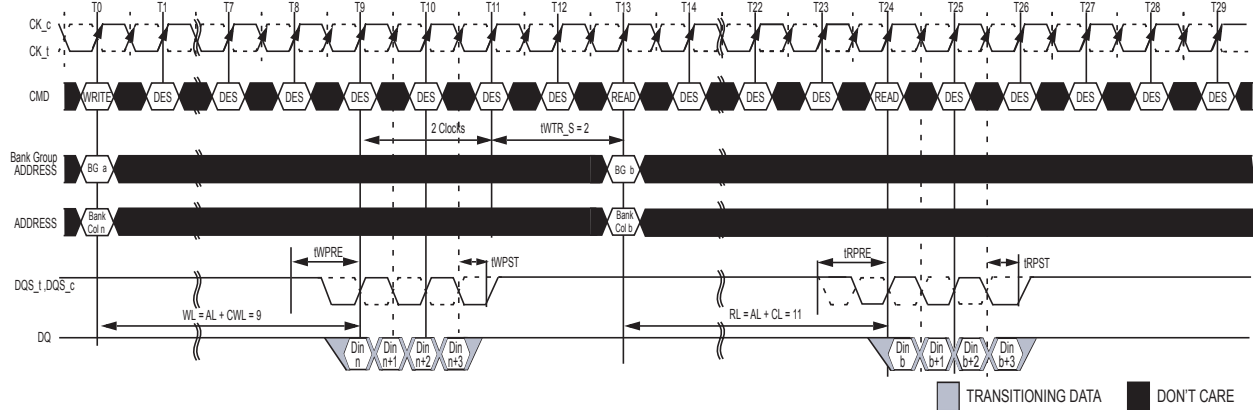 T0 T1 T7 T8 T9 T10 T11 T12 T13 T14 T22 T23 T24 T25 T26 T27 T28 T29
CK_c
CK_t
CMD WRITE DES DES DES DES DES DES DES READ DES DES DES READ DES DES DES DES DES
2 Clocks tWTR_S = 2
Bank Group
ADDRESS
BG a BG b
ADDRESS
Bank
Col n
Bank
Col b
tWPRE tWPST tRPRE tRPST
DQS_t ,DQS_c
WL = AL + CWL = 9 RL = AL + CL = 11
DQ
Din
n
Din
n+1
Din
n+2
Din
n+3
Din
b
Din
b+1
Din
b+2
Din
b+3
TRANSITIONING DATA DON'T CARE